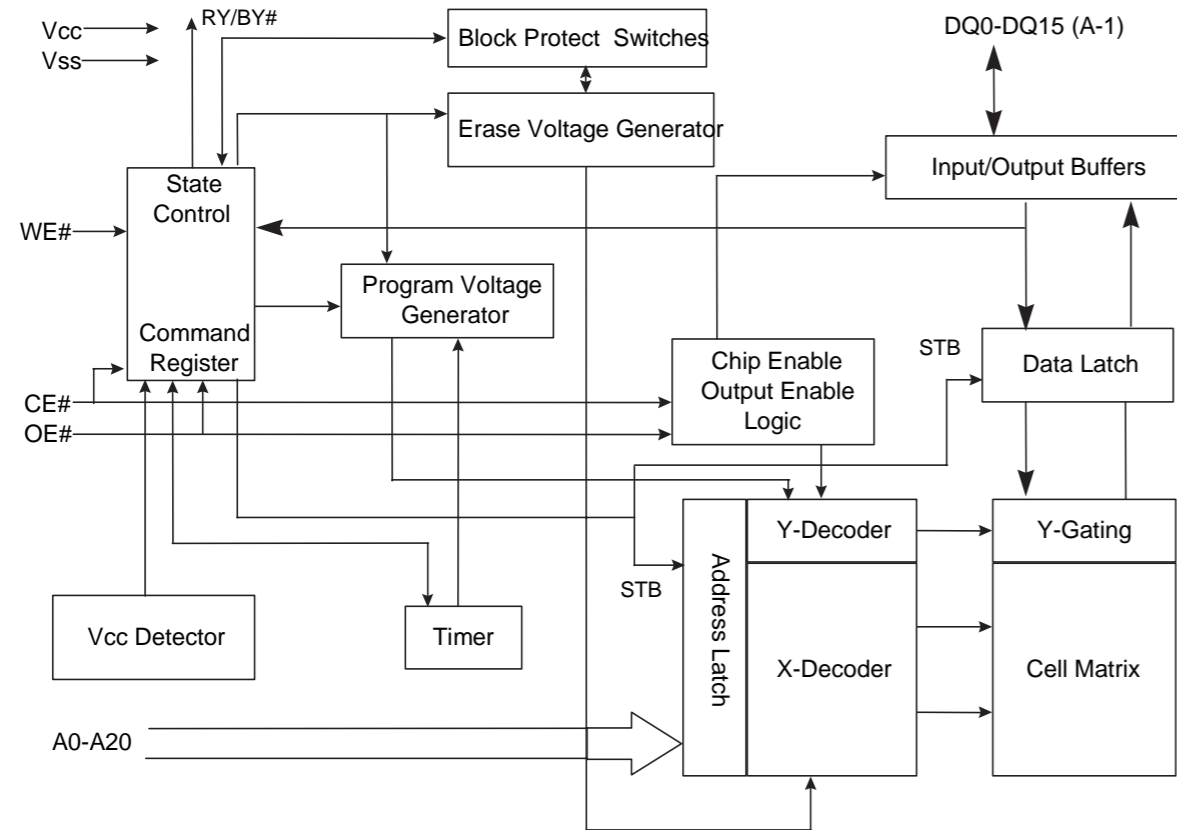 Vcc
Vss
RY/BY#
Block Protect Switches
DQ0-DQ15 (A-1)
Erase Voltage Generator
Input/Output Buffers
State
Control
WE#
Program Voltage
Generator
Command
Register
STB
Data Latch
Chip Enable
Output Enable
Logic
CE#
OE#
Y-Decoder
Y-Gating
Address Latch
STB
Vcc Detector
Timer
X-Decoder
Cell Matrix
A0-A20